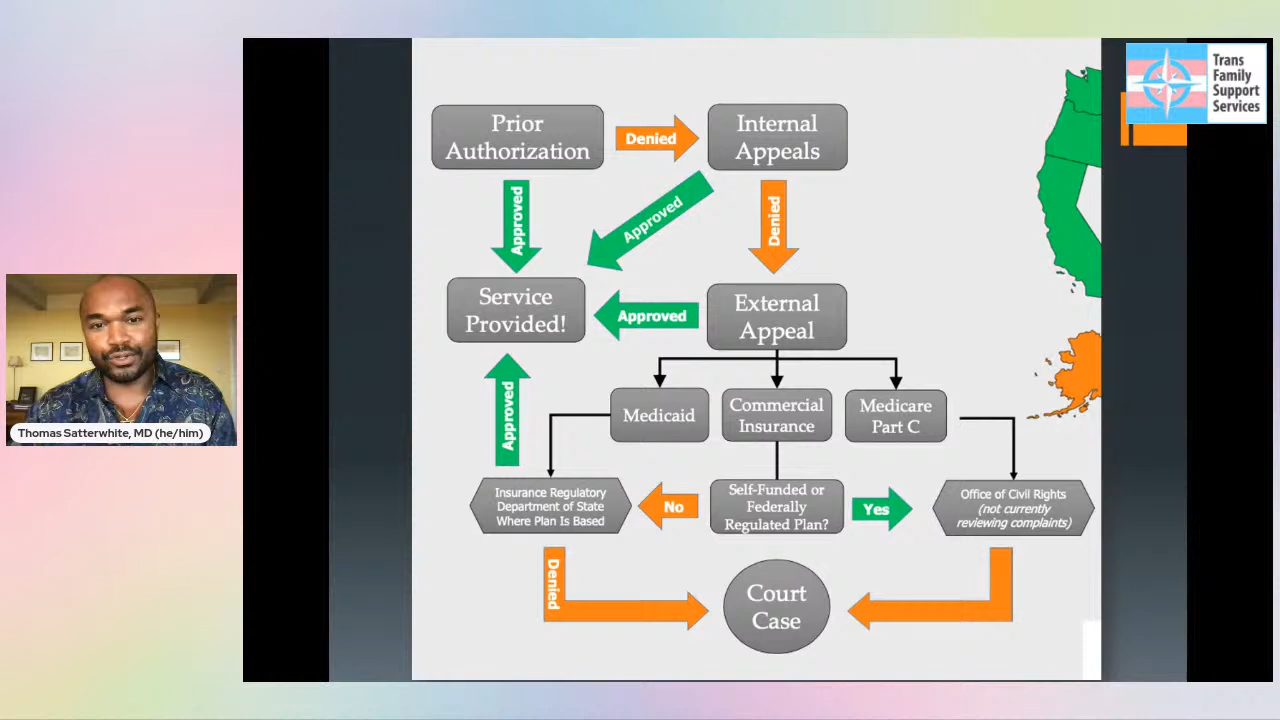 Trans
Family
Support
Services
Prior
Authorization
Denied
Internal
Appeals
Approved
Approved
Denied
Service
Provided!
Approved
External
Appeal
Approved
Medicaid
Commercial
Insurance
Medicare
Part C
Thomas Satterwhite, MD (he/him)
Insurance Regulatory
Department of State
Where Plan Is Based
No
Self-Funded or
Federally
Regulated Plan?
Yes
Office of Civil Rights
(not currently
reviewing complaints)
Denied
Court
Case